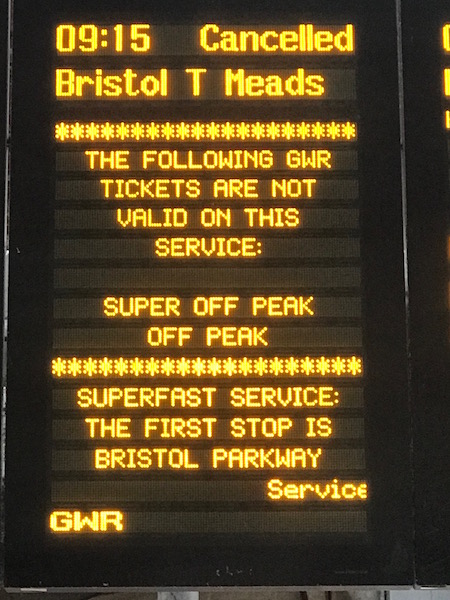 09:15 Cancelled
Bristol T Meads
********************
THE FOLLOWING GWR
TICKETS ARE NOT
VALID ON THIS
SERVICE:
SUPER OFF PEAK
OFF PEAK
********************
SUPERFAST SERVICE:
THE FIRST STOP IS
BRISTOL PARKWAY
Service
GWR